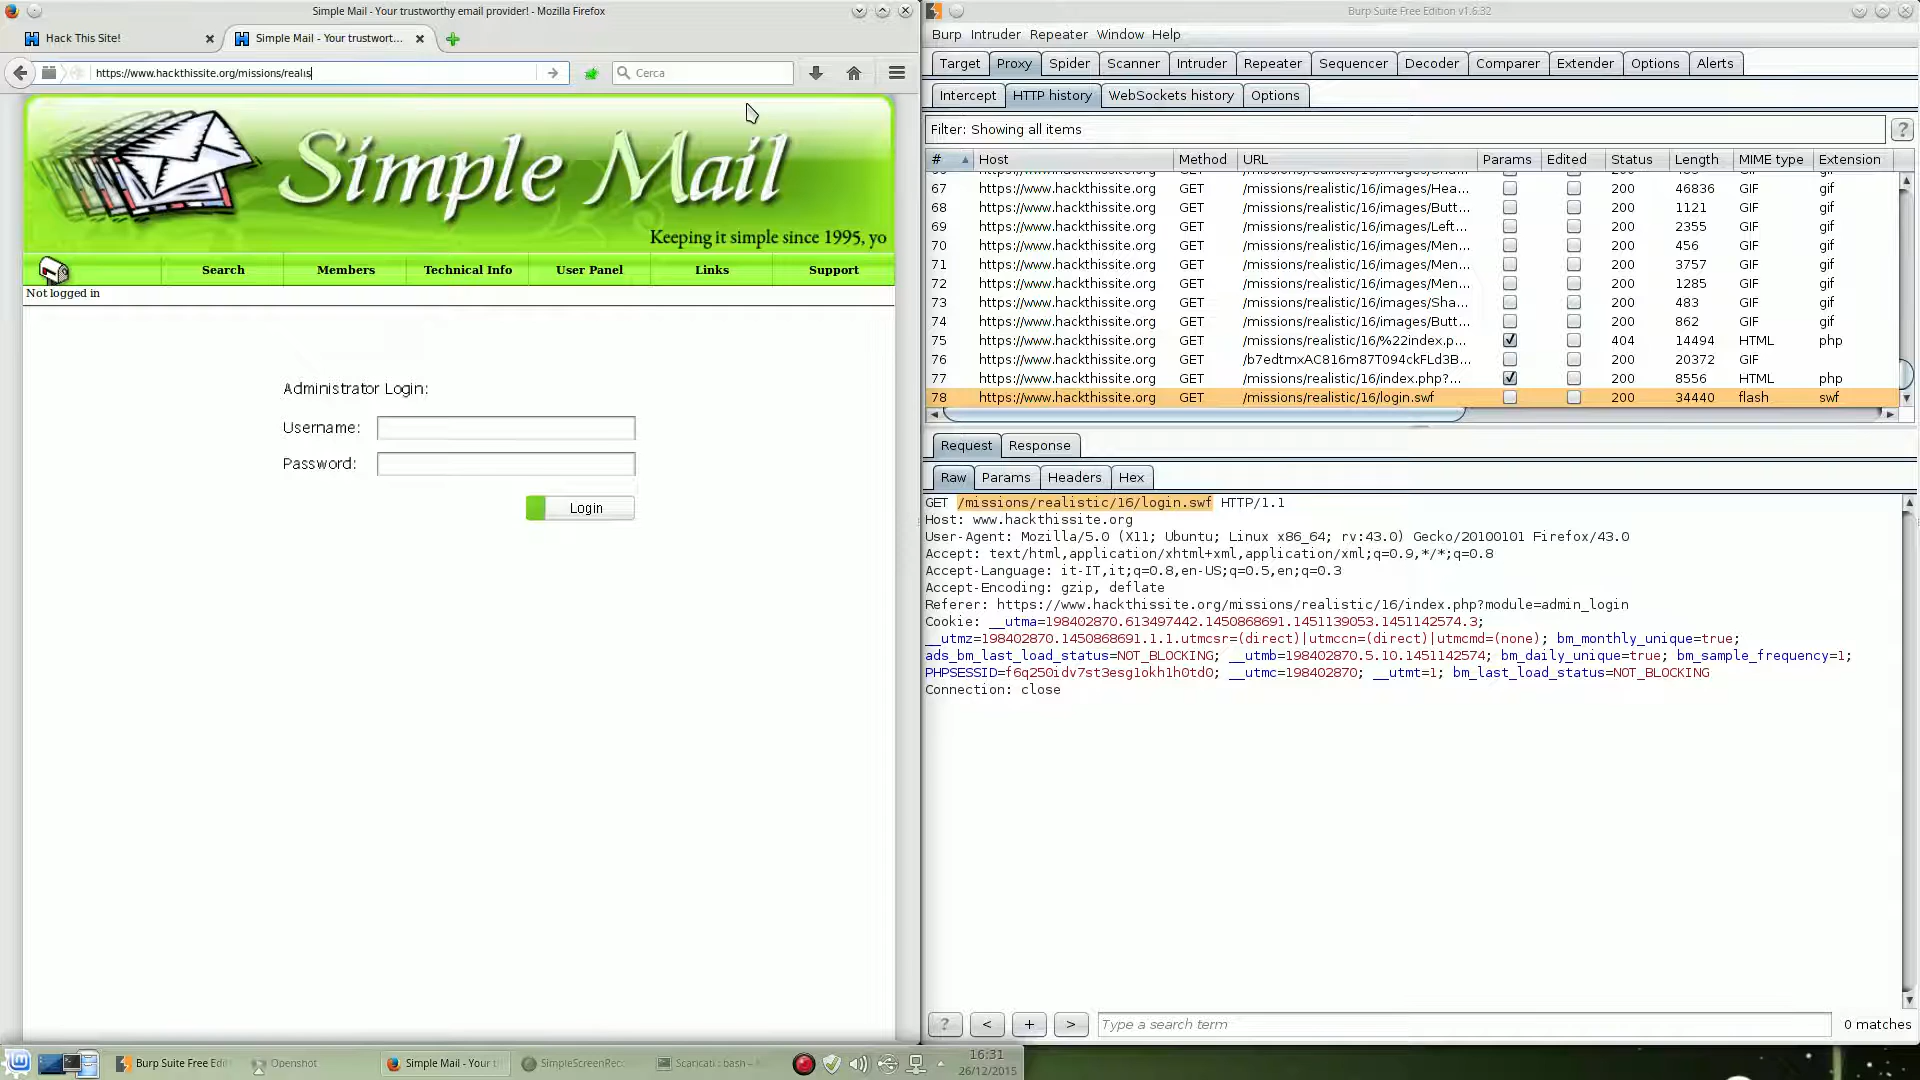 Simple Mail - Your trustworthy email provider! - Mozilla Firefox
Hack This Site!
Simple Mail - Your trustwort...
https://www.hackthissite.org/missions/realis
Cerca
Simple Mail
Keeping it simple since 1995, yo
Search Members Technical Info User Panel Links Support
Not logged in
Administrator Login:
Username:
Password:
Login
Burp Suite Free Edition v1.6.32
Burp Intruder Repeater Window Help
Target Proxy Spider Scanner Intruder Repeater Sequencer Decoder Comparer Extender Options Alerts
Intercept HTTP history WebSockets history Options
Filter: Showing all items ?
# Host Method URL Params Edited Status Length MIME type Extension
67 https://www.hackthissite.org GET /missions/realistic/16/images/Hea... 200 46836 GIF gif
68 https://www.hackthissite.org GET /missions/realistic/16/images/Butt... 200 1121 GIF gif
69 https://www.hackthissite.org GET /missions/realistic/16/images/Left... 200 2355 GIF gif
70 https://www.hackthissite.org GET /missions/realistic/16/images/Men... 200 456 GIF gif
71 https://www.hackthissite.org GET /missions/realistic/16/images/Men... 200 3757 GIF gif
72 https://www.hackthissite.org GET /missions/realistic/16/images/Men... 200 1285 GIF gif
73 https://www.hackthissite.org GET /missions/realistic/16/images/Sha... 200 483 GIF gif
74 https://www.hackthissite.org GET /missions/realistic/16/images/Butt... 200 862 GIF gif
75 https://www.hackthissite.org GET /missions/realistic/16/%22index.p... 404 14494 HTML php
76 https://www.hackthissite.org GET /b7edtmxAC816m87T094ckFLd3B... 200 20372 GIF
77 https://www.hackthissite.org GET /missions/realistic/16/index.php?... 200 8556 HTML php
78 https://www.hackthissite.org GET /missions/realistic/16/login.swf 200 34440 flash swf
Request Response
Raw Params Headers Hex
GET /missions/realistic/16/login.swf HTTP/1.1
Host: www.hackthissite.org
User-Agent: Mozilla/5.0 (X11; Ubuntu; Linux x86_64; rv:43.0) Gecko/20100101 Firefox/43.0
Accept: text/html,application/xhtml+xml,application/xml;q=0.9,*/*;q=0.8
Accept-Language: it-IT,it;q=0.8,en-US;q=0.5,en;q=0.3
Accept-Encoding: gzip, deflate
Referer: https://www.hackthissite.org/missions/realistic/16/index.php?module=admin_login
Cookie: __utma=198402870.613497442.1450868691.1451139053.1451142574.3;
__utmz=198402870.1450868691.1.1.utmcsr=(direct)|utmccn=(direct)|utmcmd=(none); bm_monthly_unique=true;
ads_bm_last_load_status=NOT_BLOCKING; __utmb=198402870.5.10.1451142574; bm_daily_unique=true; bm_sample_frequency=1;
PHPSESSID=f6q250idv7st3esg1okh1h0td0; __utmc=198402870; __utmt=1; bm_last_load_status=NOT_BLOCKING
Connection: close
? < + > Type a search term 0 matches
Burp Suite Free Edi
Openshot
Simple Mail - Your t
SimpleScreenRec
Scaricati : bash –
16:31
26/12/2015